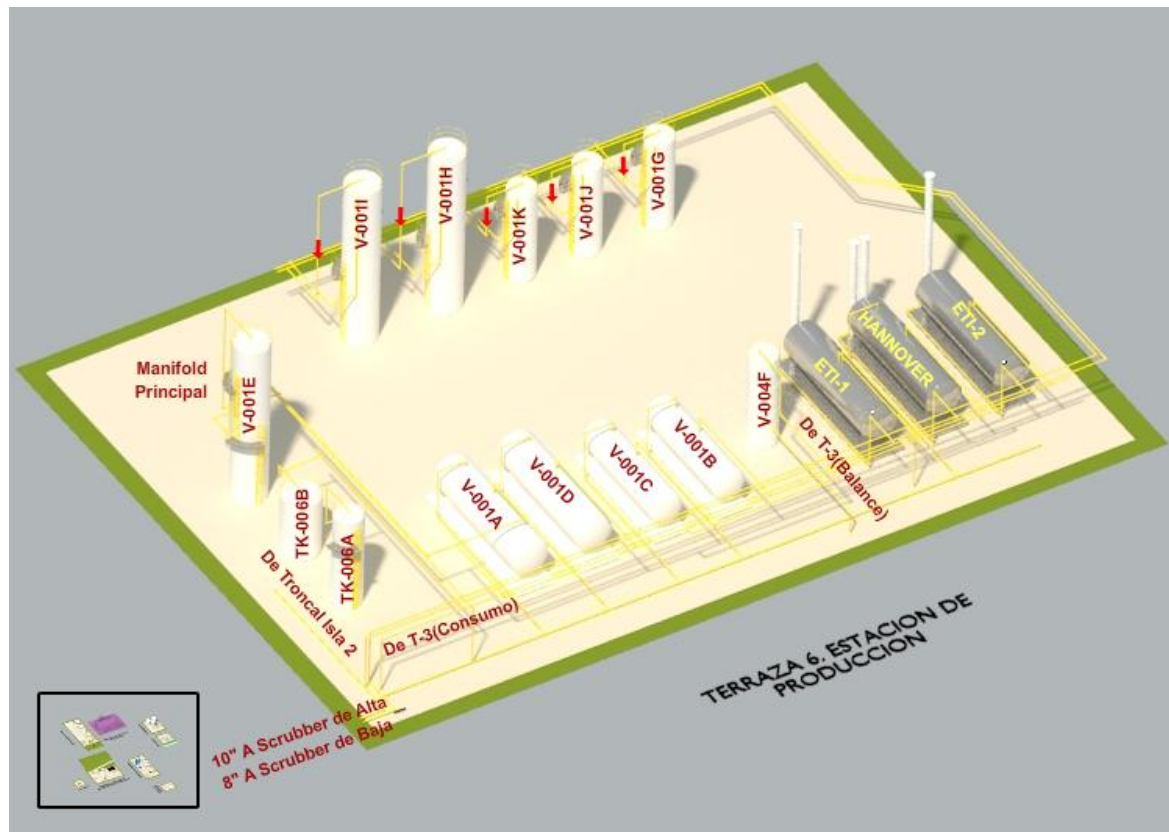 V-001I
V-001H
V-001K
V-001J
V-001G
Manifold
Principal
V-001E
TK-006B
TK-006A
V-001A
V-001D
V-001C
V-001B
V-004F
ETI-1
HANNOVER
ETI-2
De T-3(Balance)
De Troncal Isla 2
De T-3(Consumo)
10" A Scrubber de Alta
8" A Scrubber de Baja
TERRAZA 6. ESTACION DE
PRODUCCION